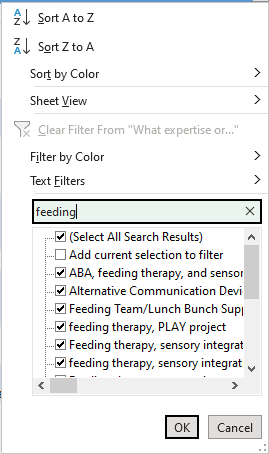 Sort A to Z
Sort Z to A
Sort by Color
Sheet View
Clear Filter From "What expertise or..."
Filter by Color
Text Filters
feeding
(Select All Search Results)
Add current selection to filter
ABA, feeding therapy, and sensor
Alternative Communication Devi
Feeding Team/Lunch Bunch Supp
feeding therapy, PLAY project
feeding therapy, sensory integrat
feeding therapy, sensory integrat
OK
Cancel